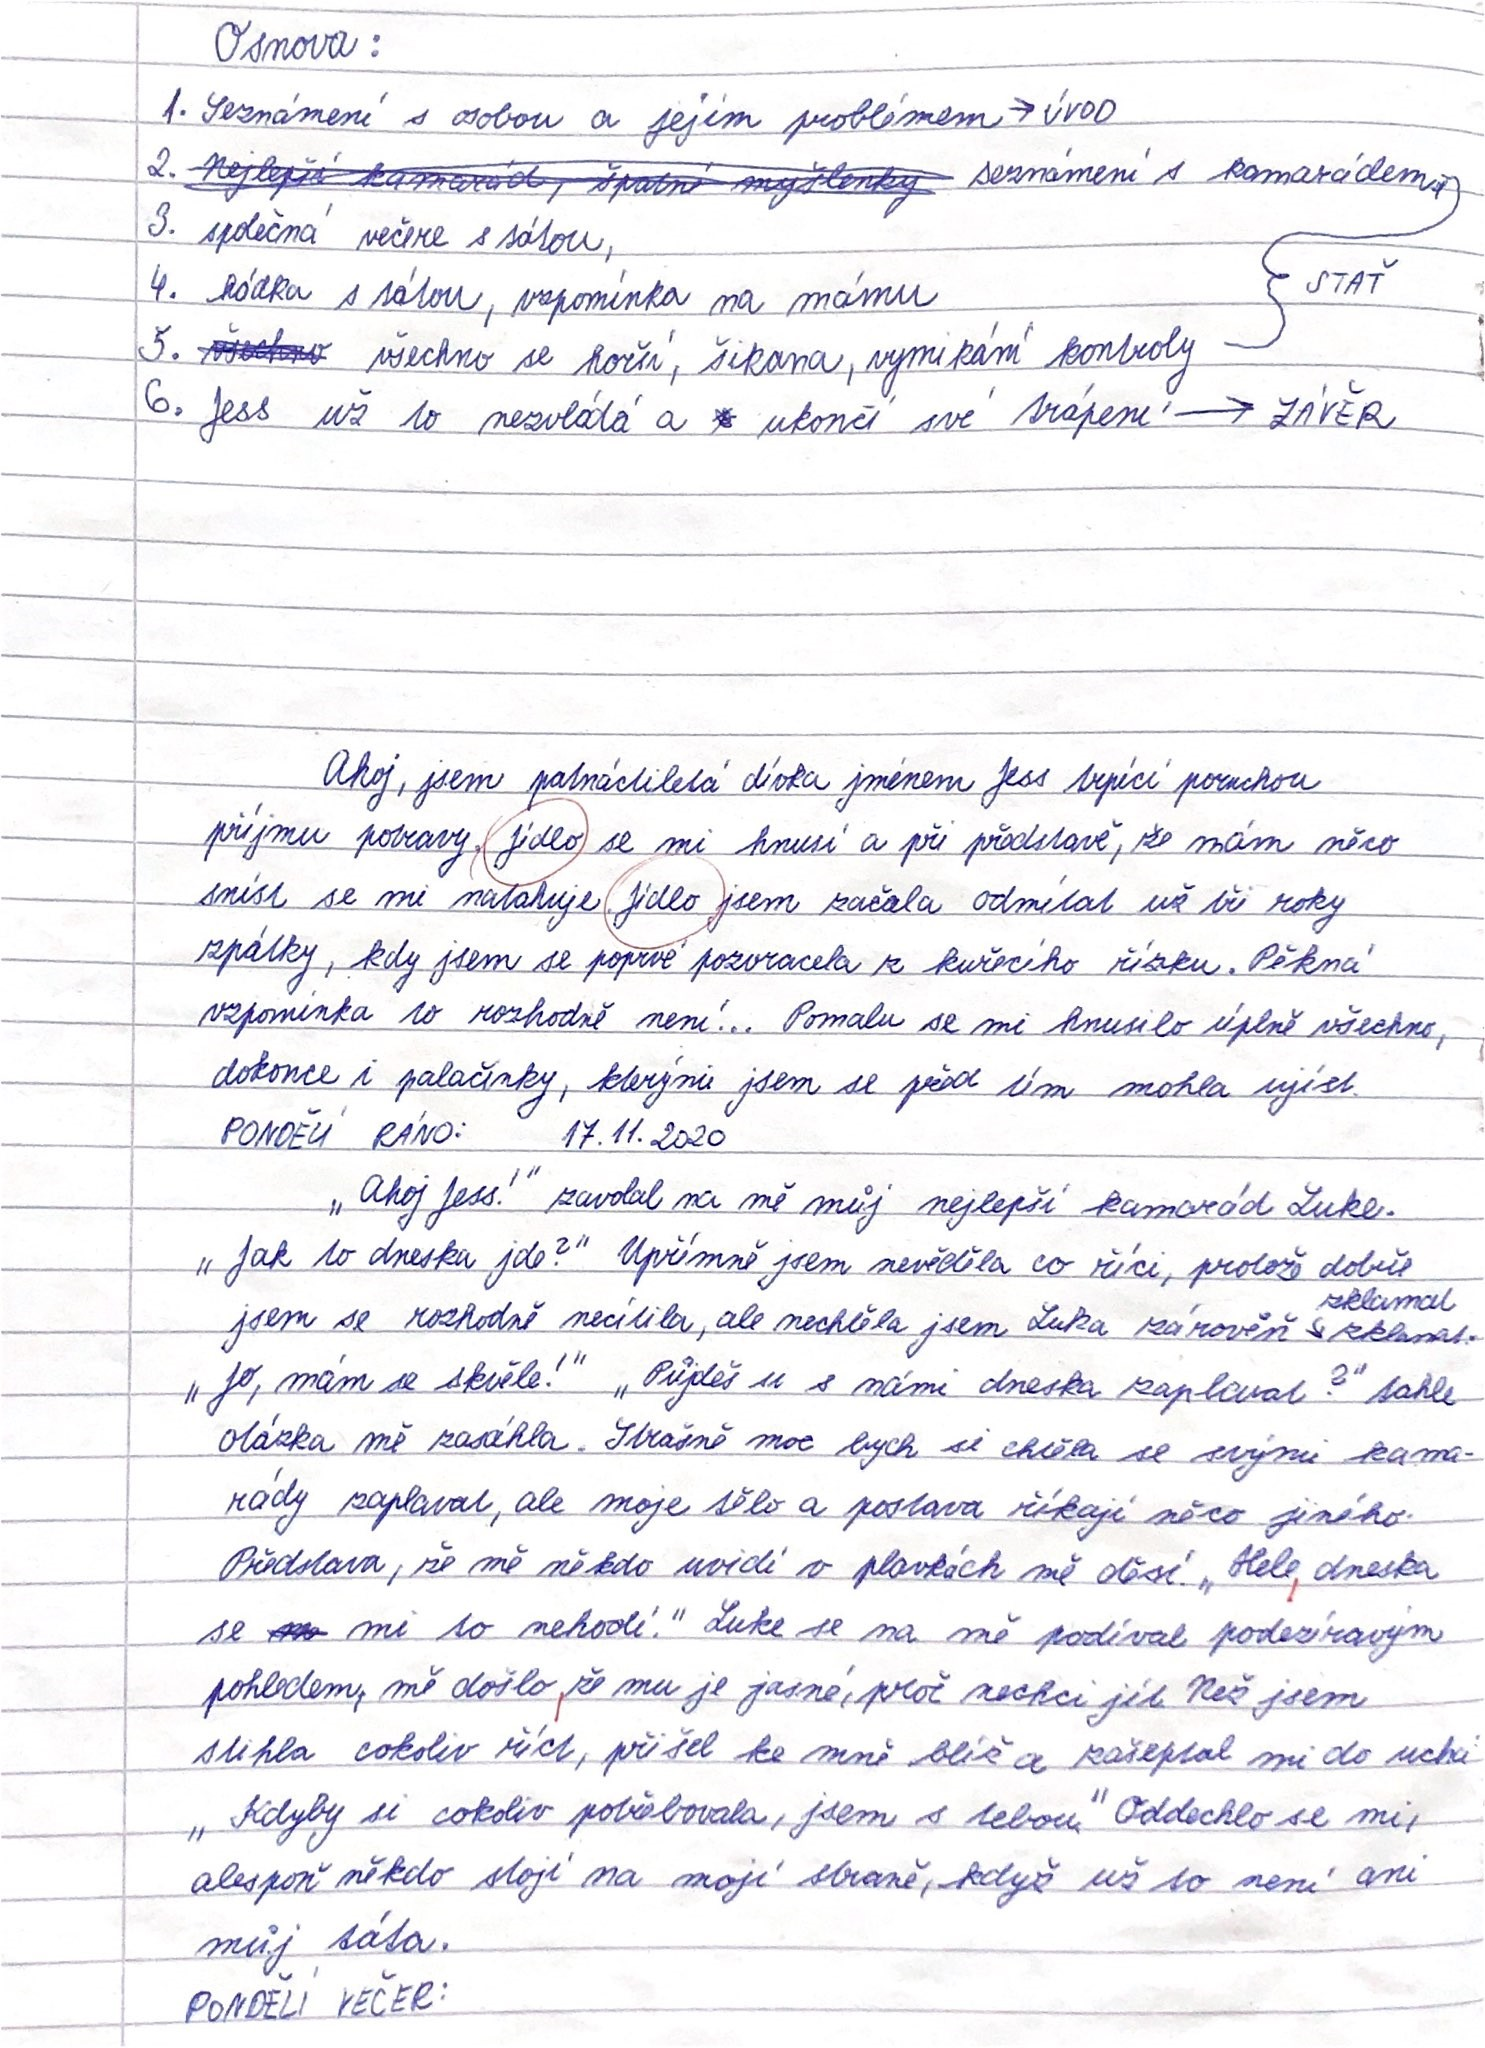 Osnova:
1. Seznámení s osobou a jejím problémem → ÚVOD
2. Nejlepší kamarád, špatné myšlenky seznámení s kamarádem
3. společná večeře s tátou,
4. hádka s tátou, vzpomínka na mámu
STAŤ
5. všechno všechno se horší, šikana, vymikání kontroly
6. Jess už to nezvládá a ukončí své trápení → ZÁVĚR
Ahoj, jsem patnáctiletá dívka jménem Jess trpící poruchou
příjmu potravy. Jídlo se mi hnusí a při představě, že mám něco
sníst se mi natahuje. Jídlo jsem začala odmítat už tři roky
zpátky, kdy jsem se poprvé pozvracela z kuřecího řízku. Pěkná
vzpomínka to rozhodně není... Pomalu se mi hnusilo úplně všechno,
dokonce i palačinky, kterými jsem se před tím mohla ujíst.
PONDĚLÍ RÁNO: 17.11.2020
„Ahoj Jess!" zavolal na mě můj nejlepší kamarád Luke.
„Jak to dneska jde?" Upřímně jsem nevěděla co říci, protože dobře
jsem se rozhodně necítila, ale nechtěla jsem Luka zároveň zklamat.
zklamat
„Jo, mám se skvěle!" „Půjdeš u s námi dneska zaplavat?" tahle
otázka mě zasáhla. Strašně moc bych si chtěla se svými kama-
rády zaplavat, ale moje tělo a postava říkají něco jiného.
Představa, že mě někdo uvidí v plavkách mě děsí. „Hele, dneska
se mi to nehodí." Luke se na mě podíval podezíravým
pohledem, mě došlo, že mu je jasné, proč nechci jít. Než jsem
stihla cokoliv říct, přišel ke mně blíž a zašeptal mi do ucha
„Kdyby si cokoliv potřebovala, jsem s tebou." Oddechlo se mi,
alespoň někdo stojí na mojí straně, když už to není ani
můj táta.
PONDĚLÍ VEČER: